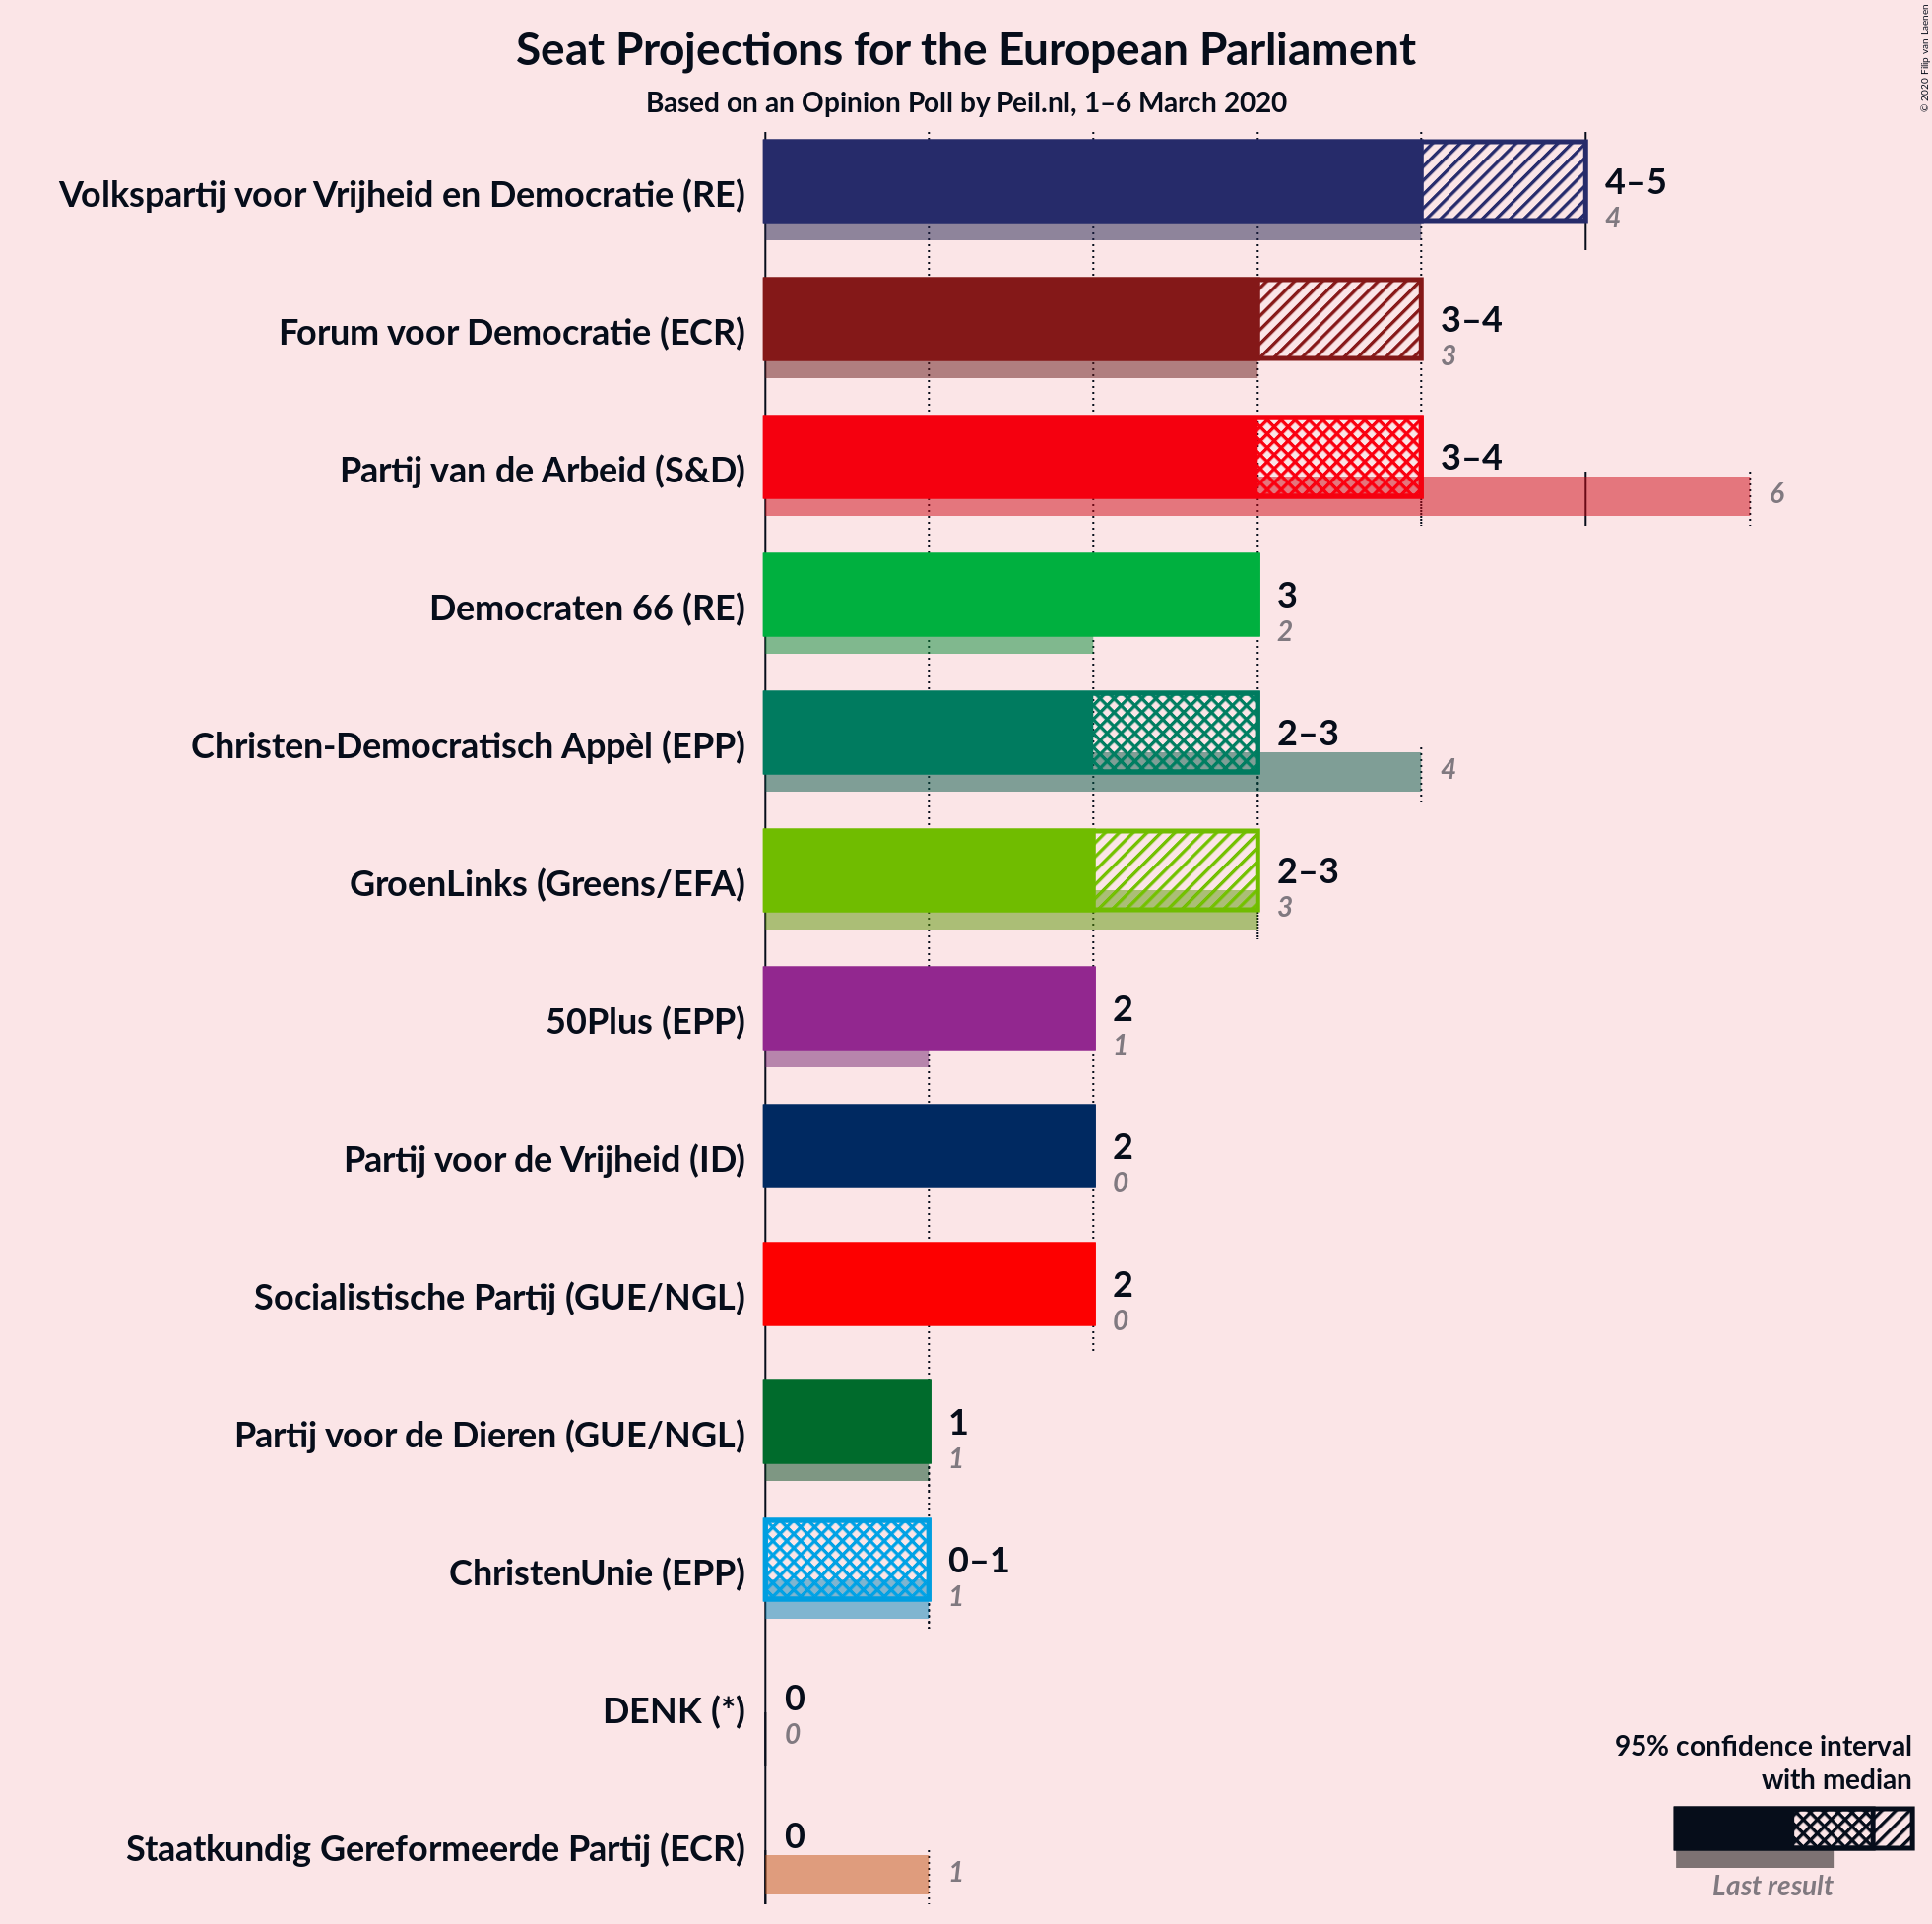 Seat Projections for the European Parliament
Based on an Opinion Poll by Peil.nl, 1–6 March 2020
© 2020 Filip van Laenen
Volkspartij voor Vrijheid en Democratie (RE)
4–5
4
Forum voor Democratie (ECR)
3–4
3
Partij van de Arbeid (S&D)
3–4
6
Democraten 66 (RE)
3
2
Christen-Democratisch Appèl (EPP)
2–3
4
GroenLinks (Greens/EFA)
2–3
3
50Plus (EPP)
2
1
Partij voor de Vrijheid (ID)
2
0
Socialistische Partij (GUE/NGL)
2
0
Partij voor de Dieren (GUE/NGL)
1
1
ChristenUnie (EPP)
0–1
1
DENK (*)
0
0
Staatkundig Gereformeerde Partij (ECR)
0
1
95% confidence interval
with median
Last result